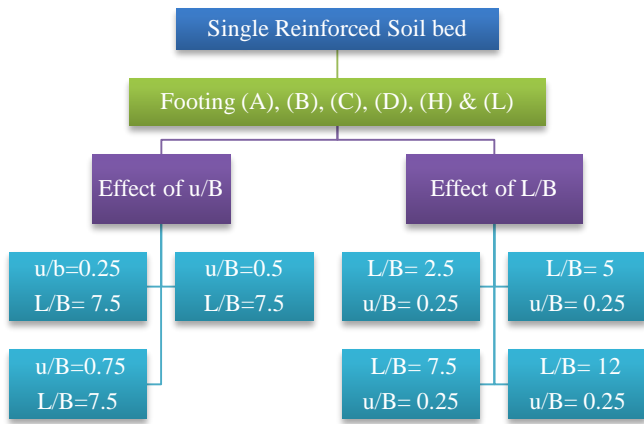 Single Reinforced Soil bed
Footing (A), (B), (C), (D), (H) & (L)
Effect of u/B
Effect of L/B
u/b=0.25
L/B= 7.5
u/B=0.5
L/B=7.5
u/B=0.75
L/B=7.5
L/B= 2.5
u/B= 0.25
L/B= 5
u/B= 0.25
L/B= 7.5
u/B= 0.25
L/B= 12
u/B= 0.25